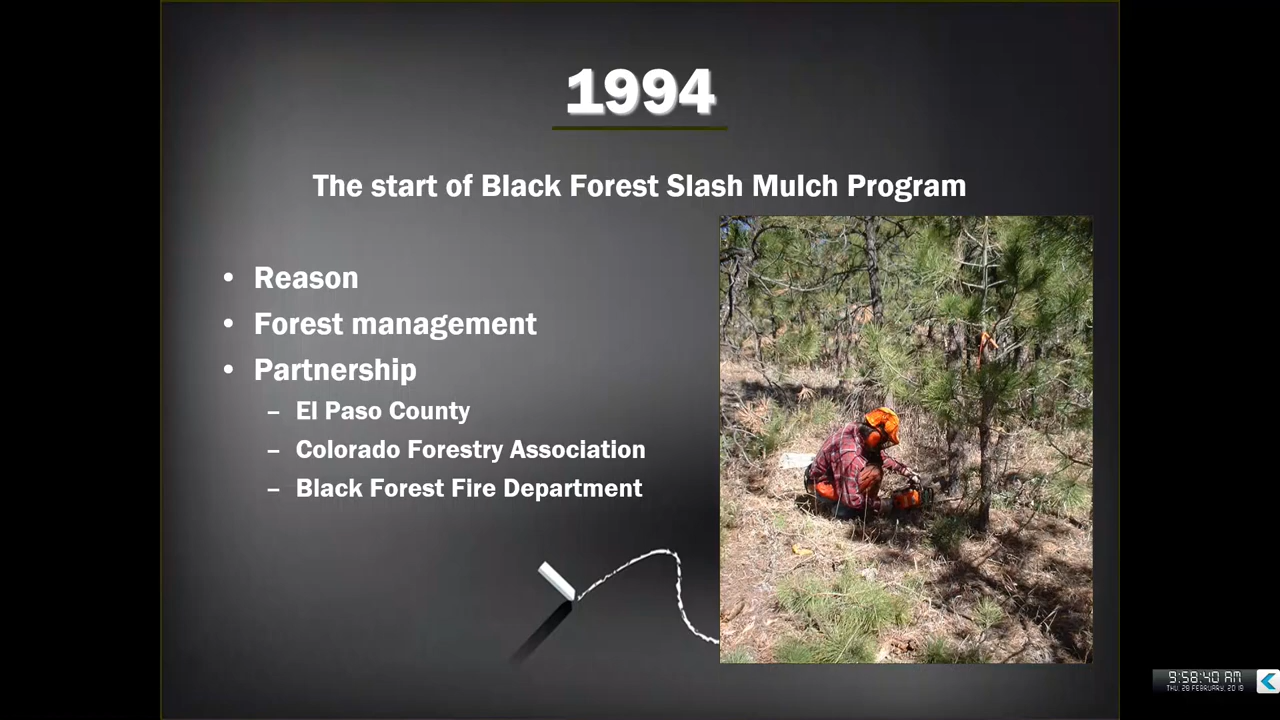 1994
The start of Black Forest Slash Mulch Program
• Reason
• Forest management
• Partnership
– El Paso County
– Colorado Forestry Association
– Black Forest Fire Department
9:58:40 AM
THU, 28 FEBRUARY, 2019